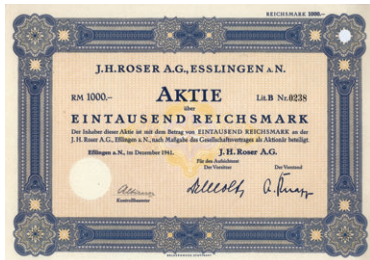 REICHSMARK 1000.-
J.H. ROSER A.G., ESSLINGEN A.N.
RM 1000.- AKTIE Lit. B Nr. 0238
über
EINTAUSEND REICHSMARK
Der Inhaber dieser Aktie ist mit dem Betrag von EINTAUSEND REICHSMARK an der
J. H. Roser A.G., Eßlingen a.N., nach Maßgabe des Gesellschaftsvertrages als Aktionär beteiligt.
Eßlingen a.N., im Dezember 1941. J. H. Roser A.G.
Für den Aufsichtsrat
Der Vorsitzer Der Vorstand
Kontrollbeamter